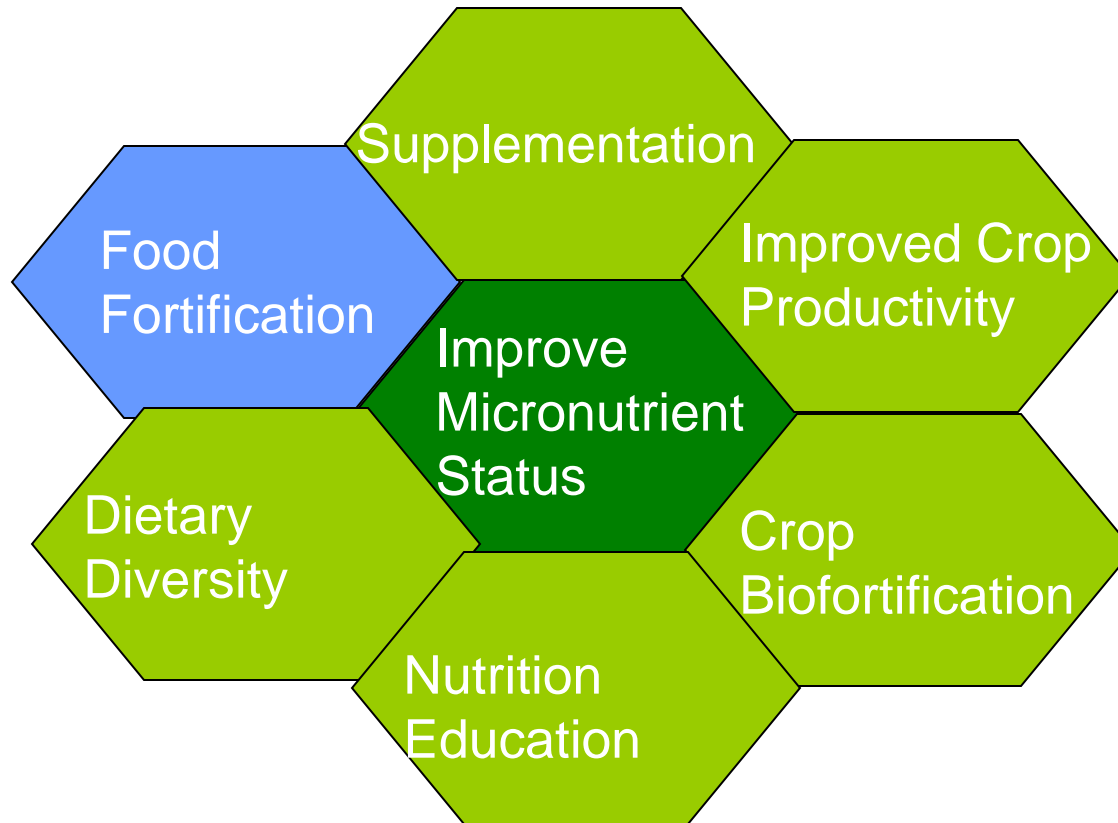 Supplementation
Food
Fortification
Improved Crop
Productivity
Improve
Micronutrient
Status
Dietary
Diversity
Crop
Biofortification
Nutrition
Education